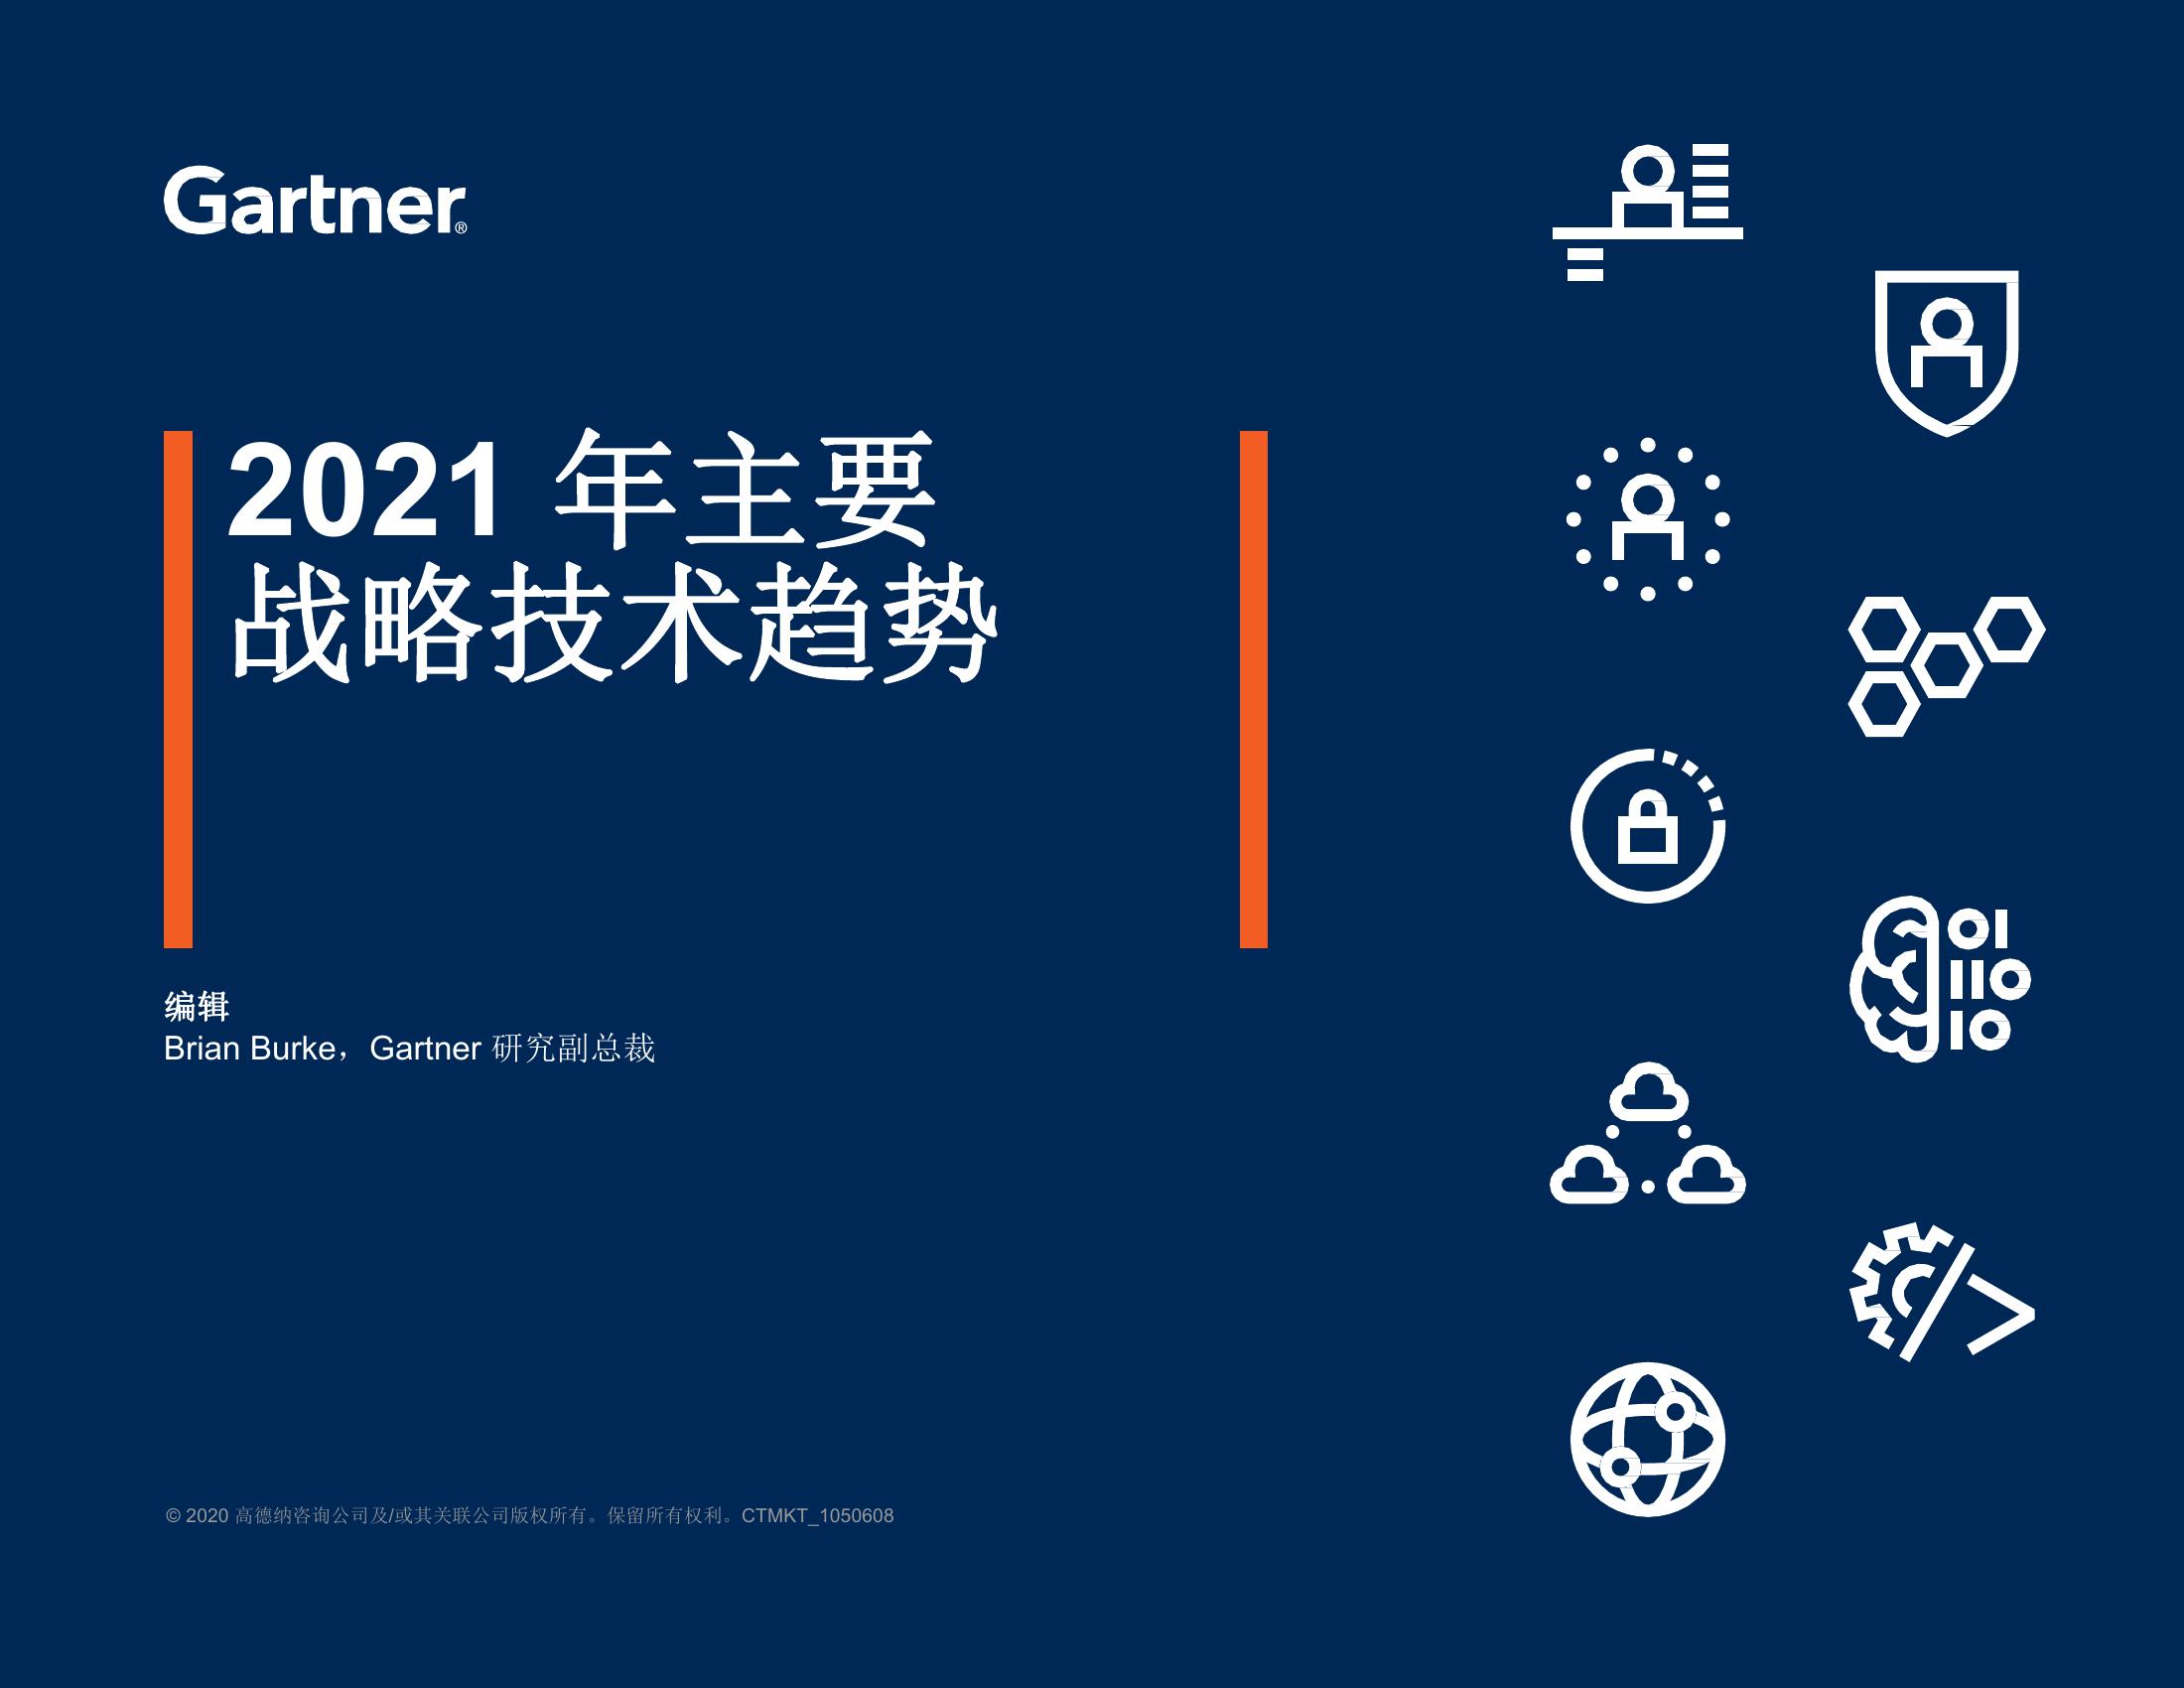 Gartner®
2021 年主要
战略技术趋势
编辑
Brian Burke，Gartner 研究副总裁
© 2020 高德纳咨询公司及/或其关联公司版权所有。保留所有权利。CTMKT_1050608